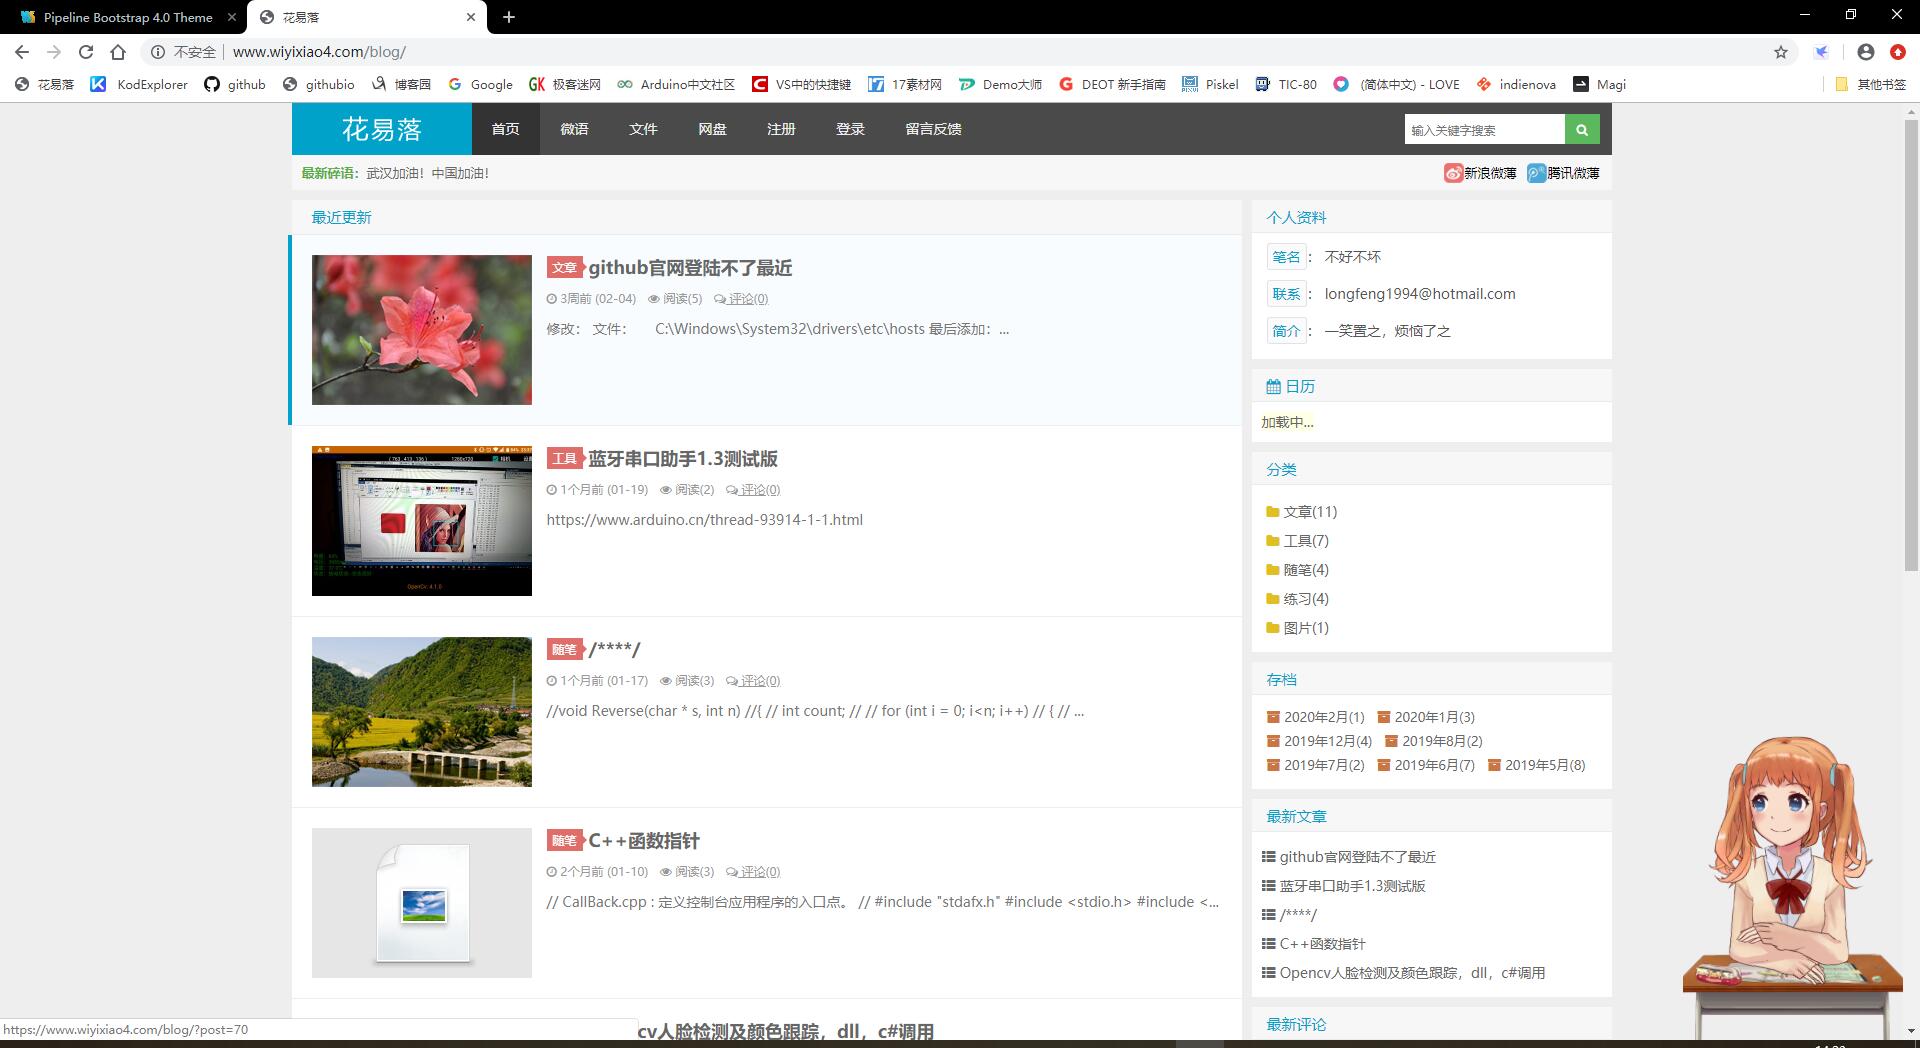 Pipeline Bootstrap 4.0 Theme
花易落
不安全 | www.wiyixiao4.com/blog/
花易落 KodExplorer github githubio 博客园 Google 极客迷网 Arduino中文社区 VS中的快捷键 17素材网 Demo大师 DEOT 新手指南 Piskel TIC-80 (简体中文) - LOVE indienova Magi 其他书签
花易落 首页 微语 文件 网盘 注册 登录 留言反馈 输入关键字搜索
最新碎语：武汉加油！中国加油！ 新浪微薄 腾讯微薄
最近更新
文章 github官网登陆不了最近
3周前 (02-04) 阅读(5) 评论(0)
修改： 文件： C:\Windows\System32\drivers\etc\hosts 最后添加：...
工具 蓝牙串口助手1.3测试版
1个月前 (01-19) 阅读(2) 评论(0)
https://www.arduino.cn/thread-93914-1-1.html
随笔 /****/
1个月前 (01-17) 阅读(3) 评论(0)
//void Reverse(char * s, int n) //{ // int count; // // for (int i = 0; i<n; i++) // { // ...
随笔 C++函数指针
2个月前 (01-10) 阅读(3) 评论(0)
// CallBack.cpp : 定义控制台应用程序的入口点。 // #include "stdafx.h" #include <stdio.h> #include <...
cv人脸检测及颜色跟踪，dll，c#调用
个人资料
笔名： 不好不坏
联系： longfeng1994@hotmail.com
简介： 一笑置之，烦恼了之
日历
加载中...
分类
文章(11)
工具(7)
随笔(4)
练习(4)
图片(1)
存档
2020年2月(1) 2020年1月(3)
2019年12月(4) 2019年8月(2)
2019年7月(2) 2019年6月(7) 2019年5月(8)
最新文章
github官网登陆不了最近
蓝牙串口助手1.3测试版
/****/
C++函数指针
Opencv人脸检测及颜色跟踪，dll，c#调用
最新评论
https://www.wiyixiao4.com/blog/?post=70